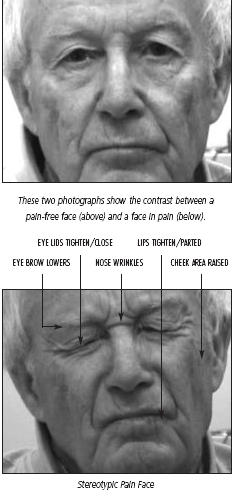 These two photographs show the contrast between a
pain-free face (above) and a face in pain (below).
EYE LIDS TIGHTEN/CLOSE LIPS TIGHTEN/PARTED
EYE BROW LOWERS NOSE WRINKLES CHEEK AREA RAISED
Stereotypic Pain Face